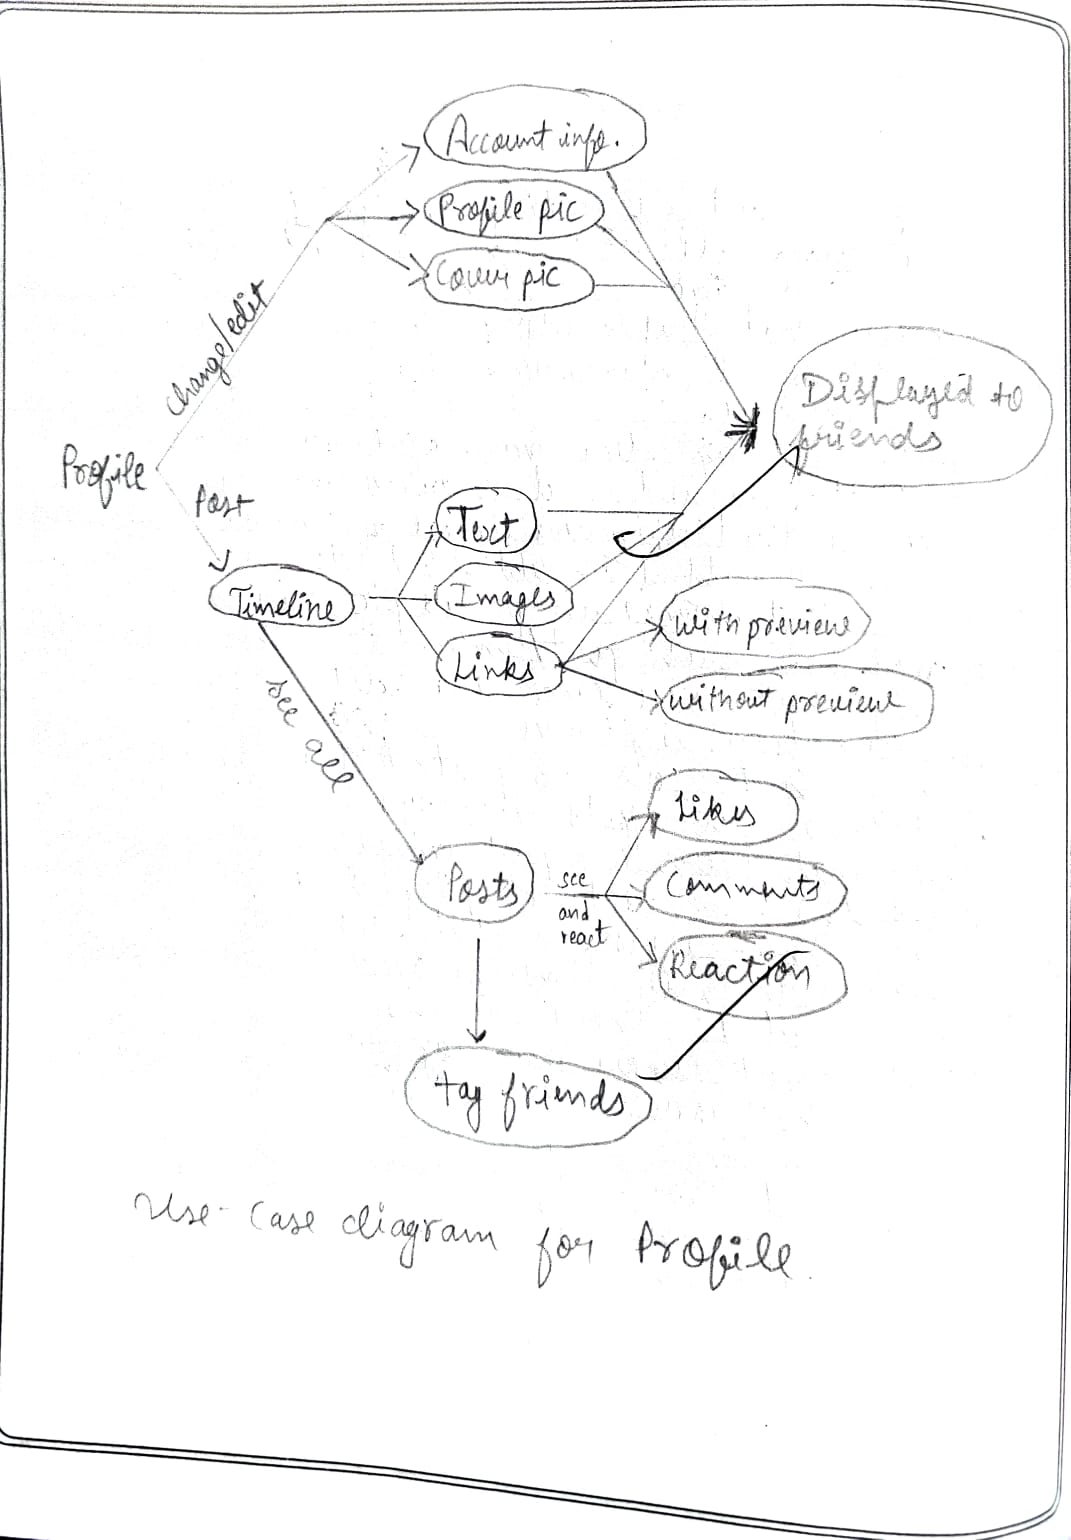 Account info.
Profile pic
Cover pic
change/edit
Displayed to
friends
Profile
Post
Text
Timeline
Images
Links
with preview
without preview
see all
Likes
Posts
see
and
react
Comments
Reaction
tag friends
Use-Case diagram for Profile.